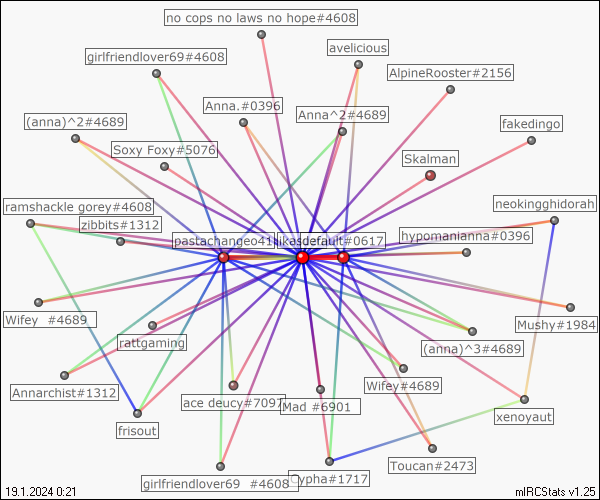 no cops no laws no hope#4608
avelicious
girlfriendlover69#4608
AlpineRooster#2156
Anna.#0396
Anna^2#4689
(anna)^2#4689
fakedingo
Soxy Foxy#5076
Skalman
ramshackle gorey#4608
neokingghidorah
zibbits#1312
pastachangeo41
ikasdefault#0617
hypomanianna#0396
Wifey #4689
Mushy#1984
rattgaming
(anna)^3#4689
Annarchist#1312
Wifey#4689
ace deucy#7097
Mad #6901
xenoyaut
frisout
Toucan#2473
girlfriendlover69 #4608
Cypha#1717
19.1.2024 0:21
mIRCStats v1.25